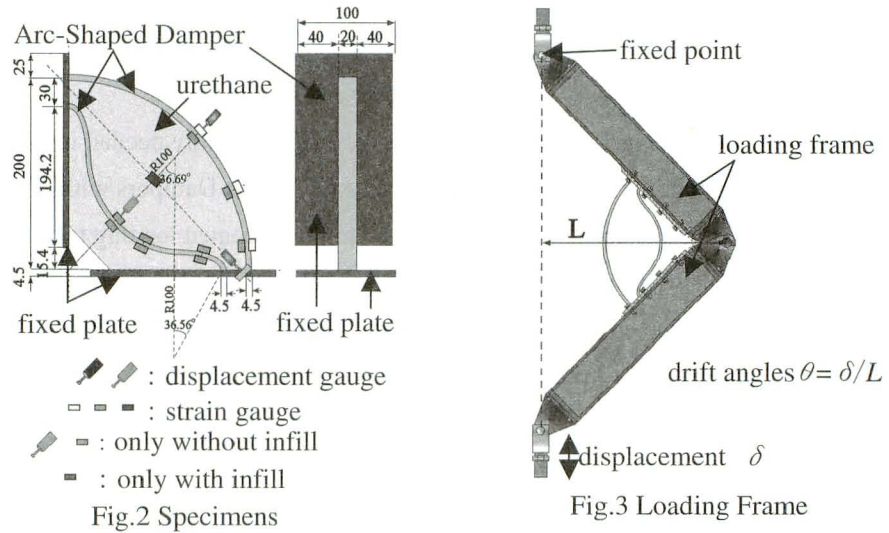 Arc-Shaped Damper
urethane
25
30
200
194.2
15.4
4.5
R100
36.69°
R100
36.56°
4.5
4.5
fixed plate
100
40
20
40
fixed plate
: displacement gauge
: strain gauge
: only without infill
: only with infill
Fig.2 Specimens
fixed point
loading frame
L
drift angles θ= δ/L
displacement δ
Fig.3 Loading Frame